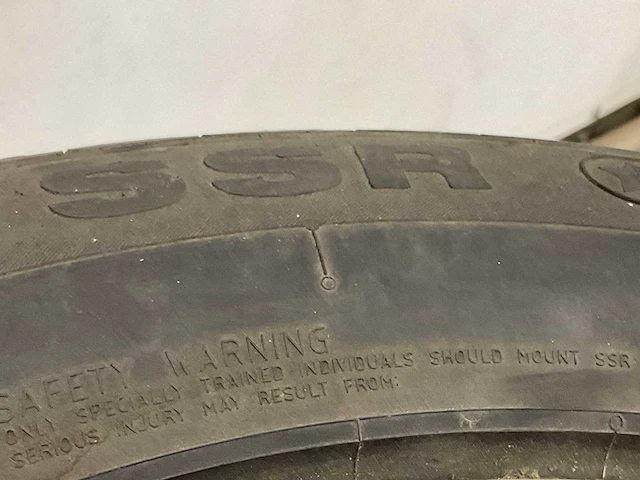 SSR
SAFETY WARNING
ONLY SPECIALLY TRAINED INDIVIDUALS SHOULD MOUNT SSR
SERIOUS INJURY MAY RESULT FROM: